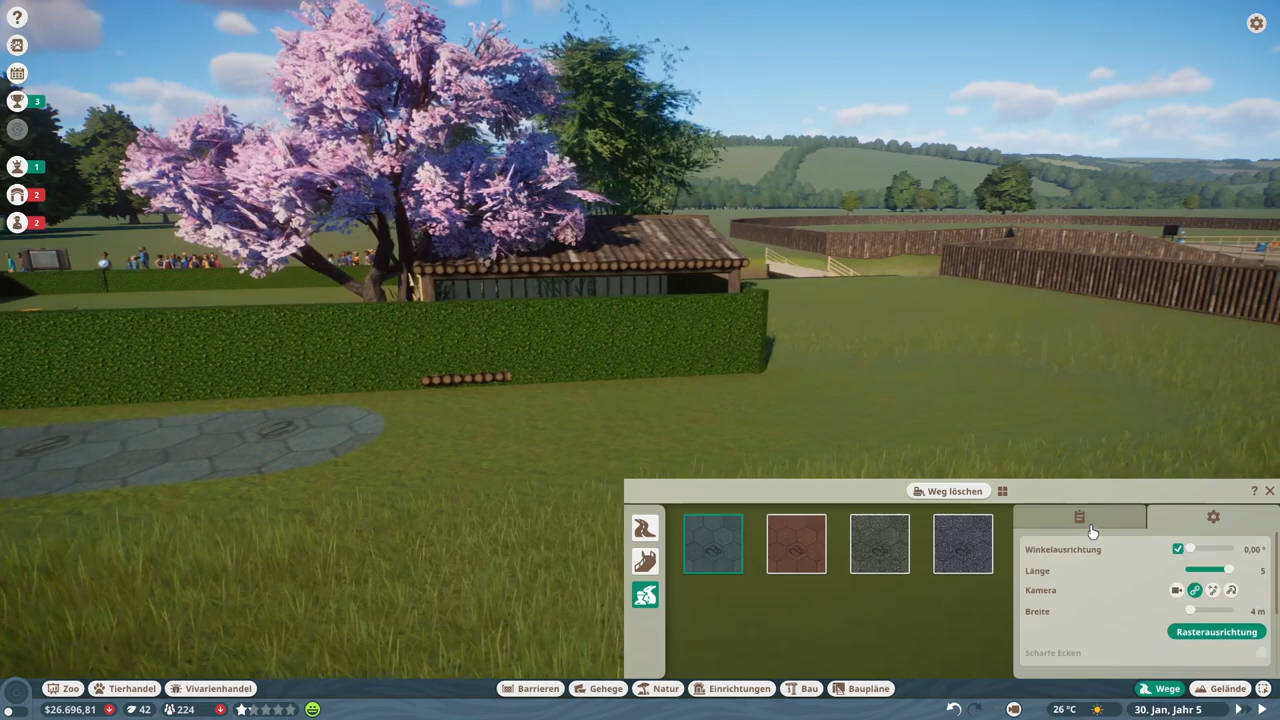 ?
3
1
2
2
Weg löschen
?
Winkelausrichtung 0,00 °
Länge 5
Kamera
Breite 4 m
Rasterausrichtung
Scharfe Ecken
Zoo Tierhandel Vivarienhandel Barrieren Gehege Natur Einrichtungen Bau Baupläne Wege Gelände
$26.696,81 42 224 26 °C 30. Jan, Jahr 5